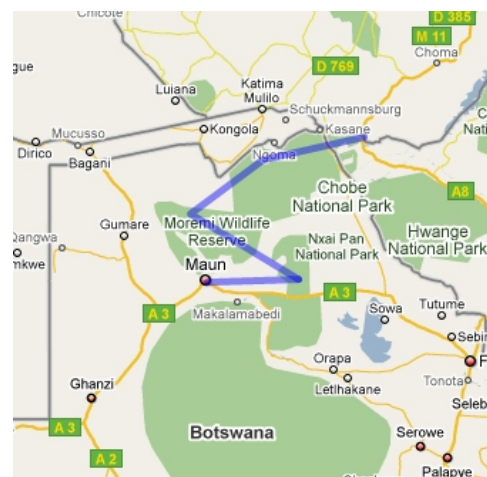 Chicote
D 385
M 11
Choma
D 769
gue
Luiana
Katima
Mulilo
Schuckmannsburg
Kongola
Kasane
Mucusso
Dirico
Bagani
Ngoma
A8
Chobe
National Park
Gumare
Moremi Wildlife
Reserve
Hwange
National Park
Qangwa
mkwe
Nxai Pan
National Park
Maun
A 3
A 3
Makalamabedi
Sowa
Tutume
Sebin
Orapa
Letlhakane
F
Tonota
Ghanzi
Seleb
A 3
Botswana
Serowe
A 2
Palapye